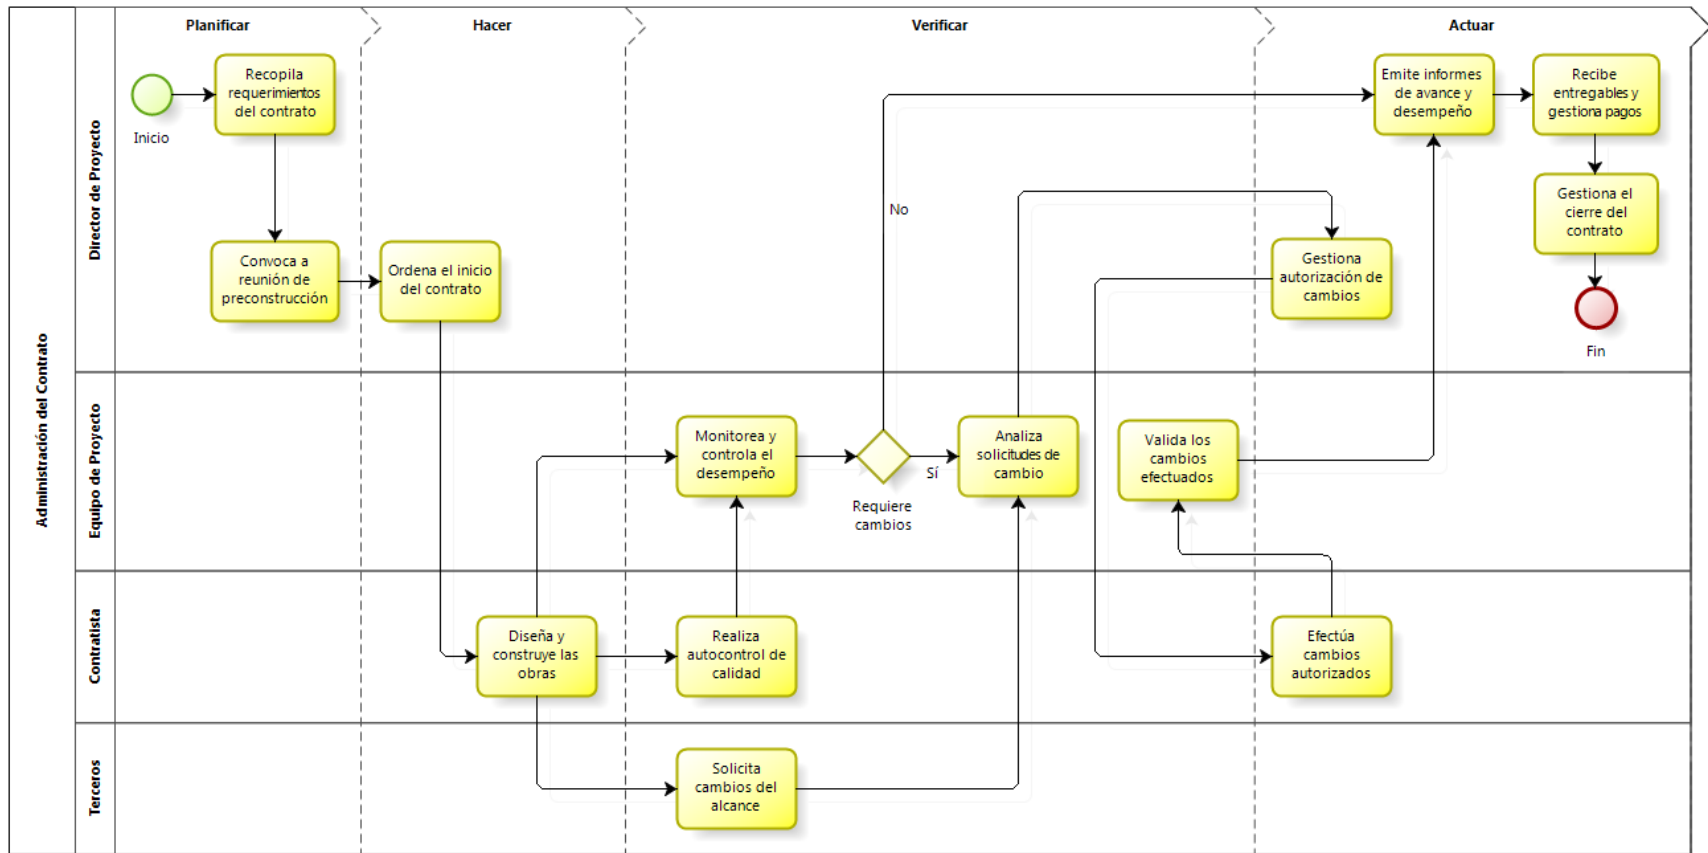 Planificar
Hacer
Verificar
Actuar
Administración del Contrato
Director de Proyecto
Inicio
Recopila
requerimientos
del contrato
Convoca a
reunión de
preconstrucción
Ordena el inicio
del contrato
No
Emite informes
de avance y
desempeño
Recibe
entregables y
gestiona pagos
Gestiona
autorización de
cambios
Gestiona el
cierre del
contrato
Fin
Equipo de Proyecto
Monitorea y
controla el
desempeño
Requiere
cambios
Sí
Analiza
solicitudes de
cambio
Valida los
cambios
efectuados
Contratista
Diseña y
construye las
obras
Realiza
autocontrol de
calidad
Efectúa
cambios
autorizados
Terceros
Solicita
cambios del
alcance